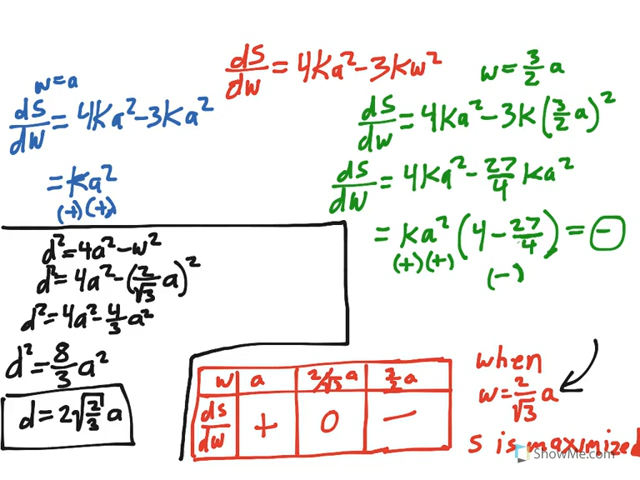 dS/dw = 4Ka² - 3Kw²
w = a
dS/dw = 4Ka² - 3Ka²
= Ka²
(+)(+)
w = 3/2 a
dS/dw = 4Ka² - 3K(3/2 a)²
dS/dw = 4Ka² - 27/4 Ka²
= Ka²(4 - 27/4) = -
(+)(+) (-)
d² = 4a² - w²
d² = 4a² - (2/√3 a)²
d² = 4a² - 4/3 a²
d² = 8/3 a²
d = 2√(2/3) a
w a 2/√3 a 3/2 a
dS/dw + 0 -
when
w = 2/√3 a
S is maximized
ShowMe.com